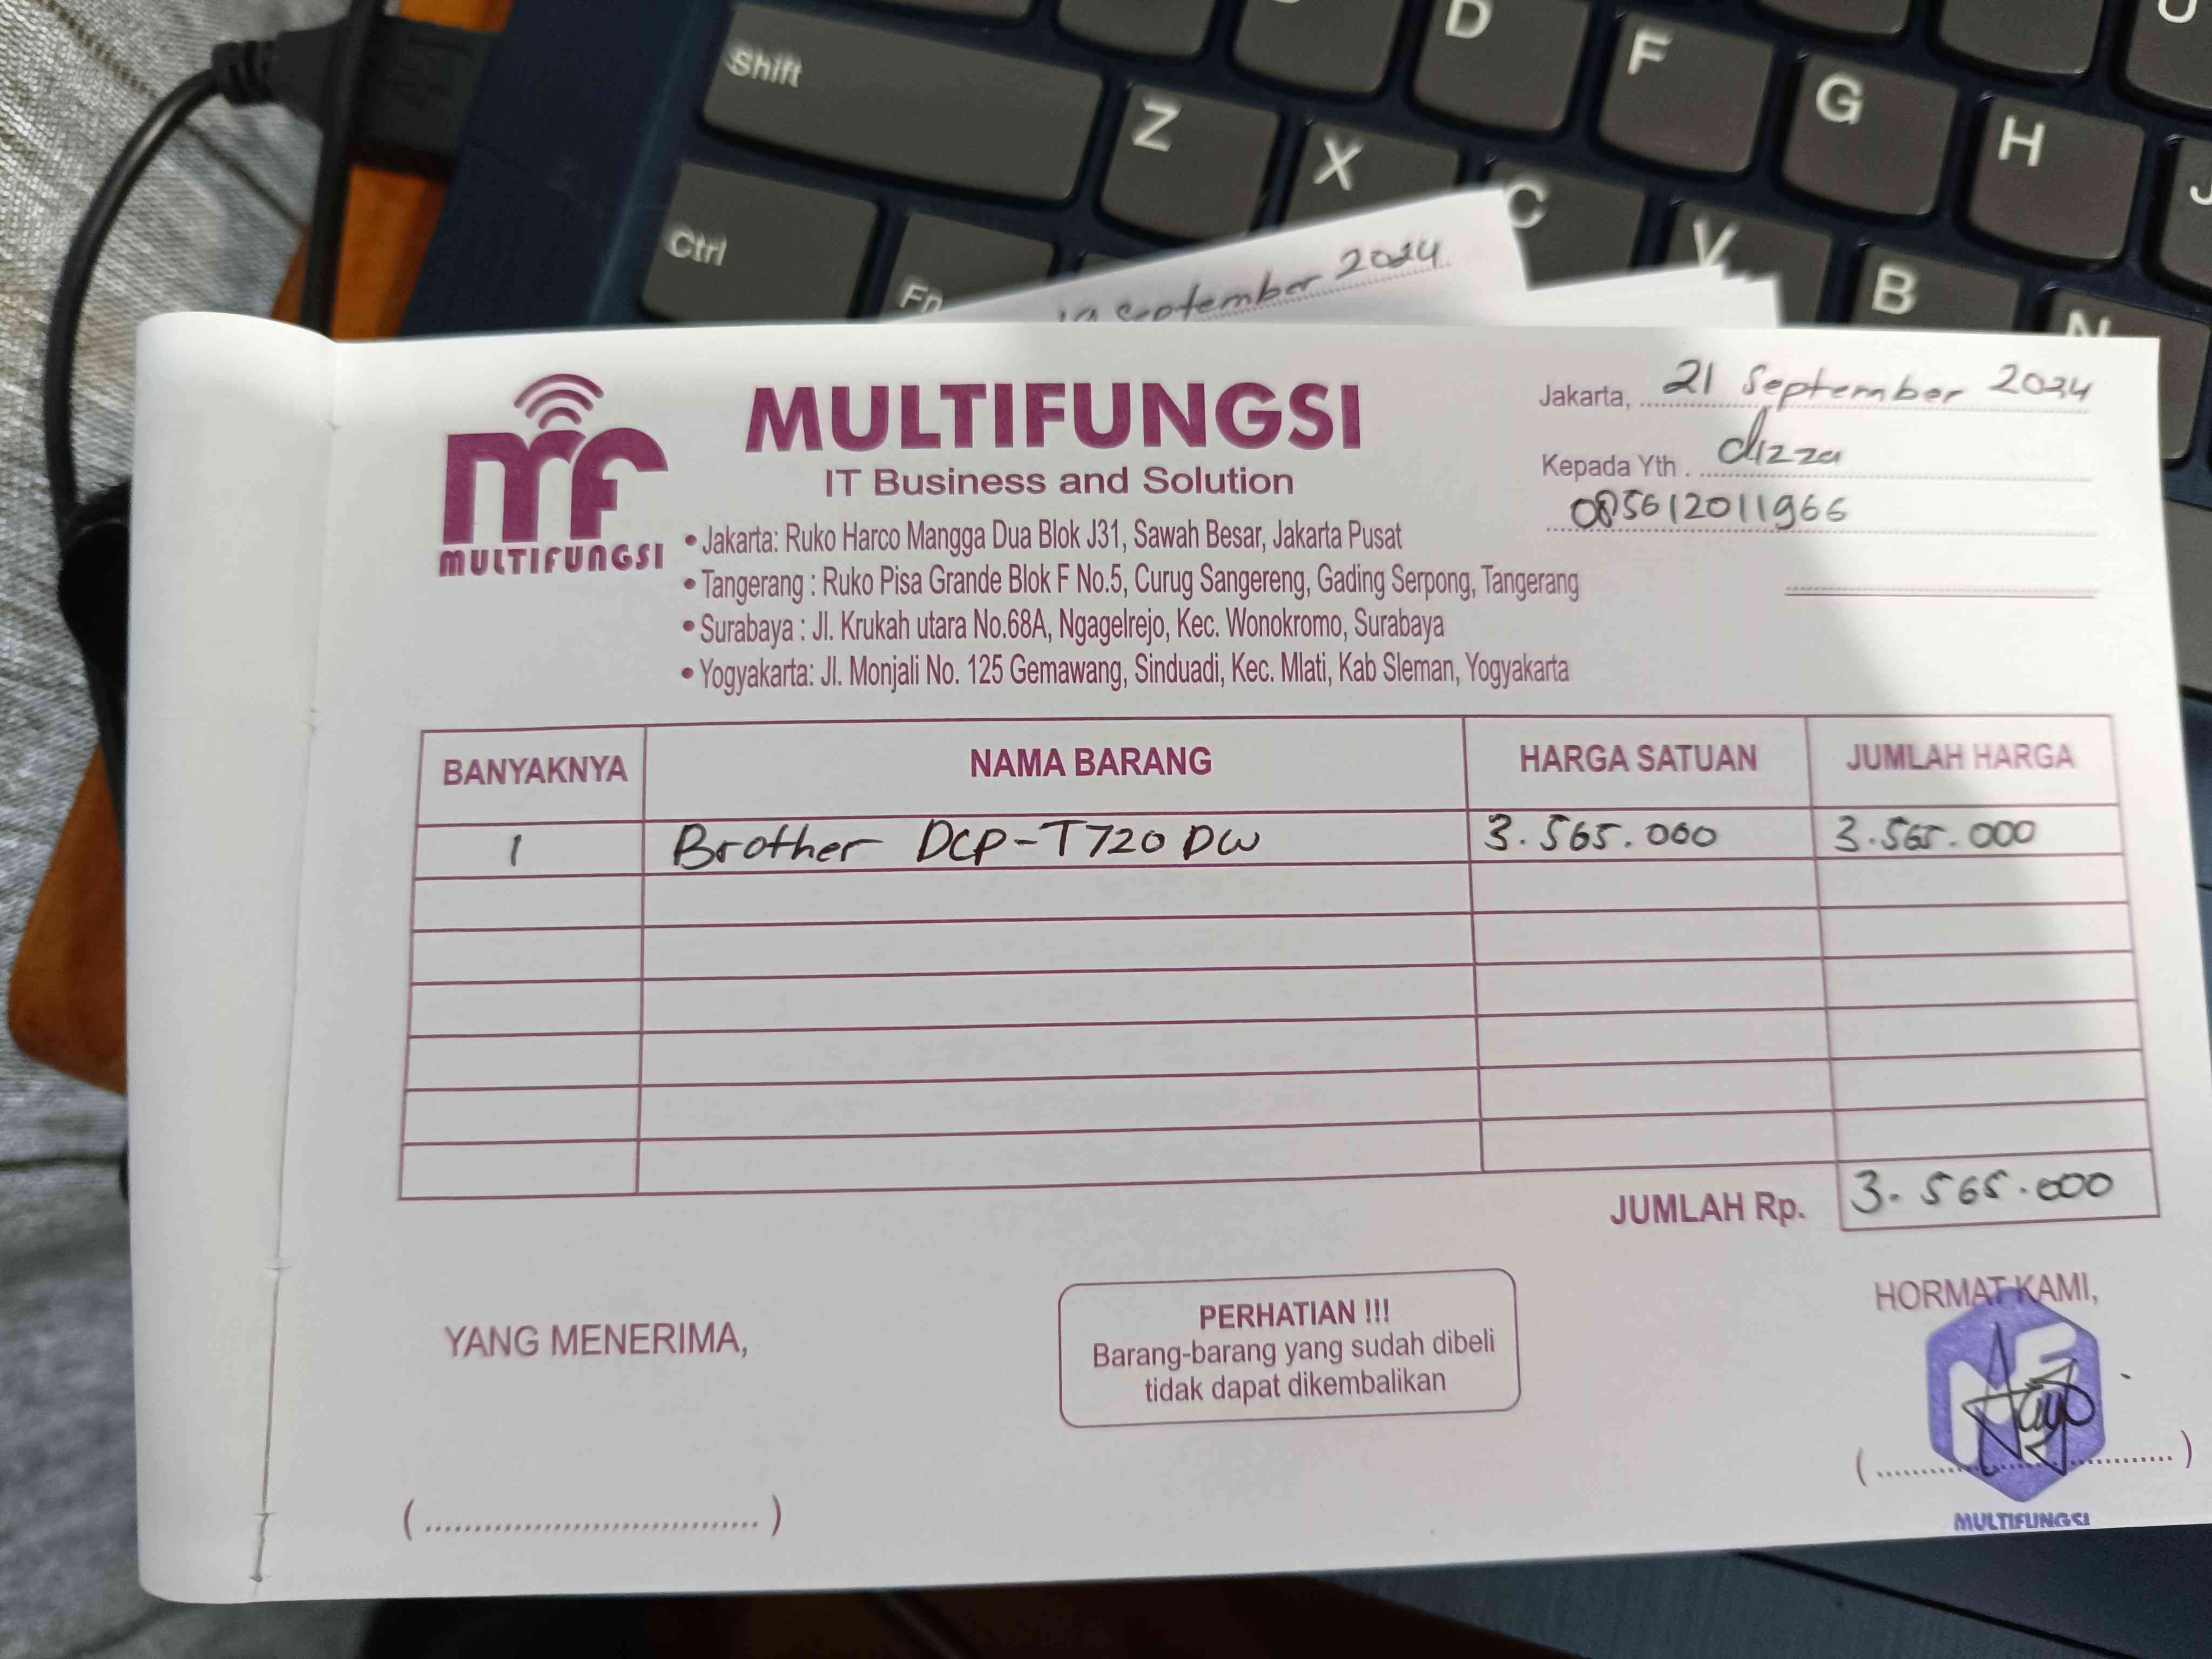 Shift
D
F
G
H
J
Z
X
C
V
B
N
Ctrl
Fn
September 2024
MULTIFUNGSI
MULTIFUNGSI
IT Business and Solution
Jakarta, 21 September 2024
Kepada Yth . dizza
085612011966
• Jakarta: Ruko Harco Mangga Dua Blok J31, Sawah Besar, Jakarta Pusat
• Tangerang : Ruko Pisa Grande Blok F No.5, Curug Sangereng, Gading Serpong, Tangerang
• Surabaya : Jl. Krukah utara No.68A, Ngagelrejo, Kec. Wonokromo, Surabaya
• Yogyakarta: Jl. Monjali No. 125 Gemawang, Sinduadi, Kec. Mlati, Kab Sleman, Yogyakarta
BANYAKNYA NAMA BARANG HARGA SATUAN JUMLAH HARGA
1 Brother DCP-T720DW 3.565.000 3.565.000
JUMLAH Rp. 3.565.000
YANG MENERIMA,
PERHATIAN !!!
Barang-barang yang sudah dibeli
tidak dapat dikembalikan
HORMAT KAMI,
MULTIFUNGSI